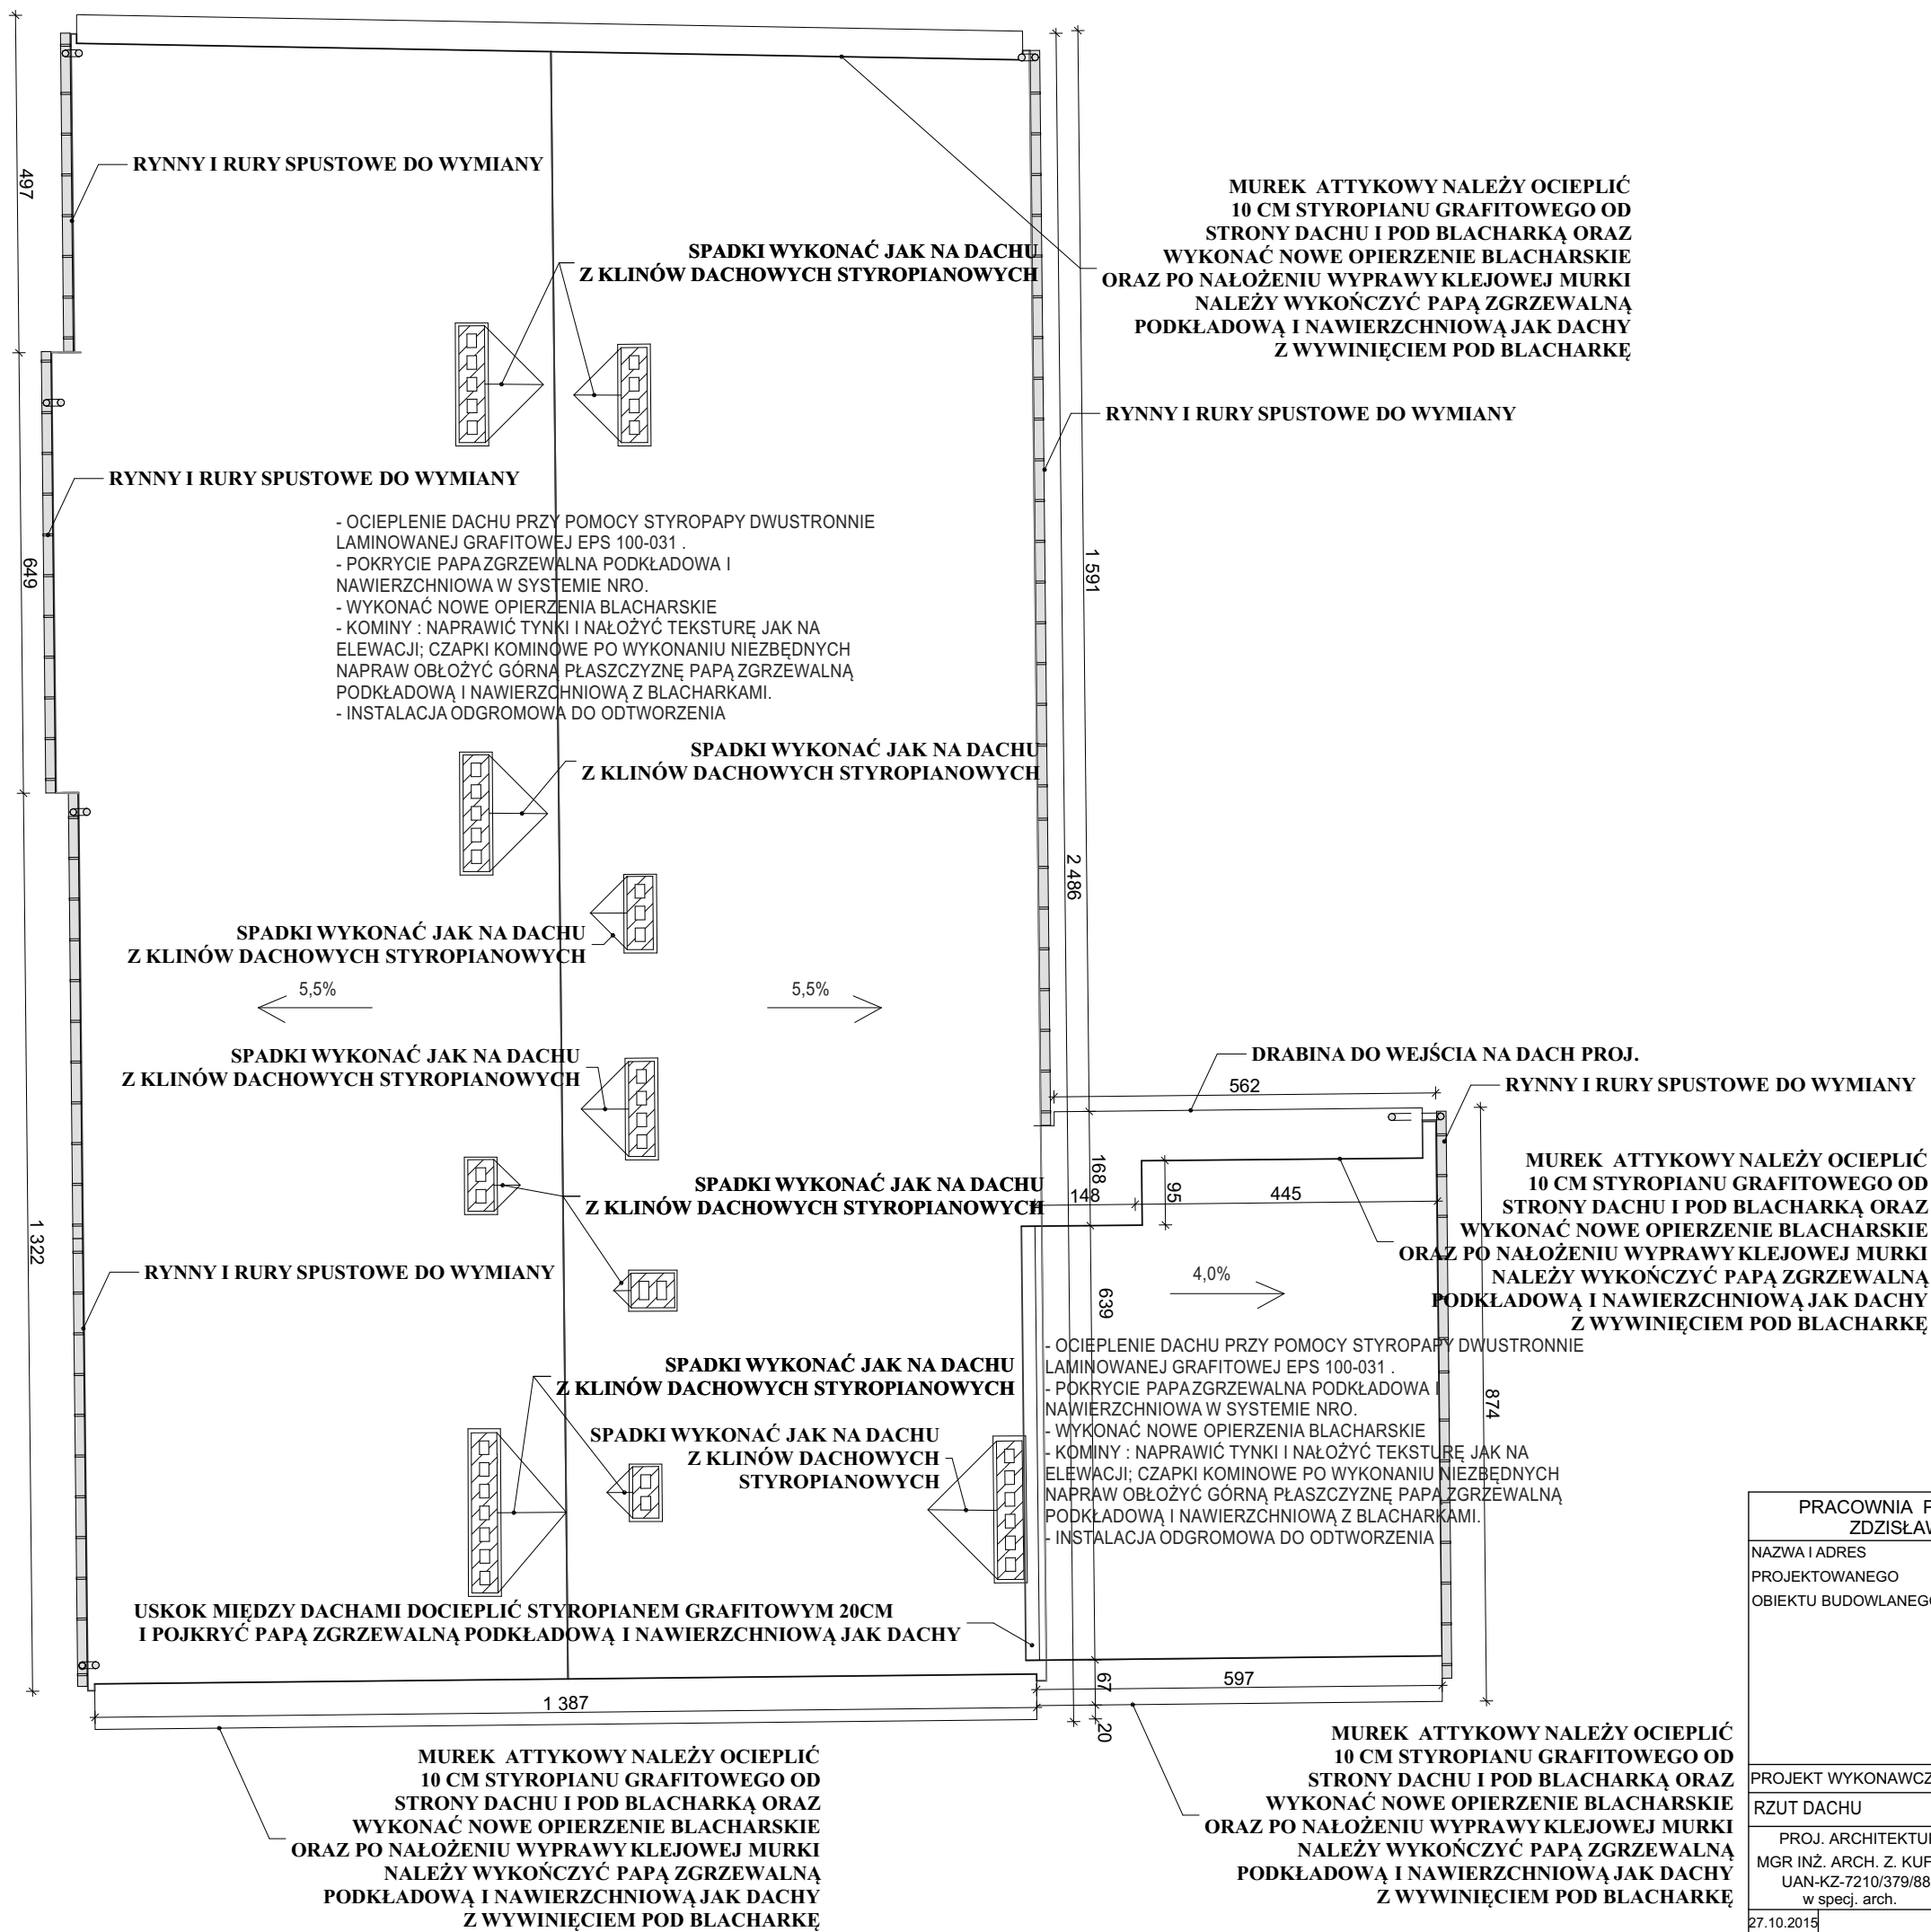 497
RYNNY I RURY SPUSTOWE DO WYMIANY
MUREK ATTYKOWY NALEŻY OCIEPLIĆ
10 CM STYROPIANU GRAFITOWEGO OD
STRONY DACHU I POD BLACHARKĄ ORAZ
WYKONAĆ NOWE OPIERZENIE BLACHARSKIE
ORAZ PO NAŁOŻENIU WYPRAWY KLEJOWEJ MURKI
NALEŻY WYKOŃCZYĆ PAPĄ ZGRZEWALNĄ
PODKŁADOWĄ I NAWIERZCHNIOWĄ JAK DACHY
Z WYWINIĘCIEM POD BLACHARKĘ
SPADKI WYKONAĆ JAK NA DACHU
Z KLINÓW DACHOWYCH STYROPIANOWYCH
RYNNY I RURY SPUSTOWE DO WYMIANY
RYNNY I RURY SPUSTOWE DO WYMIANY
649
1 591
2 486
- OCIEPLENIE DACHU PRZY POMOCY STYROPAPY DWUSTRONNIE
LAMINOWANEJ GRAFITOWEJ EPS 100-031 .
- POKRYCIE PAPA ZGRZEWALNA PODKŁADOWA I
NAWIERZCHNIOWA W SYSTEMIE NRO.
- WYKONAĆ NOWE OPIERZENIA BLACHARSKIE
- KOMINY : NAPRAWIĆ TYNKI I NAŁOŻYĆ TEKSTURĘ JAK NA
ELEWACJI; CZAPKI KOMINOWE PO WYKONANIU NIEZBĘDNYCH
NAPRAW OBŁOŻYĆ GÓRNĄ PŁASZCZYZNĘ PAPĄ ZGRZEWALNĄ
PODKŁADOWĄ I NAWIERZCHNIOWĄ Z BLACHARKAMI.
- INSTALACJA ODGROMOWA DO ODTWORZENIA
SPADKI WYKONAĆ JAK NA DACHU
Z KLINÓW DACHOWYCH STYROPIANOWYCH
SPADKI WYKONAĆ JAK NA DACHU
Z KLINÓW DACHOWYCH STYROPIANOWYCH
5,5%
5,5%
SPADKI WYKONAĆ JAK NA DACHU
Z KLINÓW DACHOWYCH STYROPIANOWYCH
DRABINA DO WEJŚCIA NA DACH PROJ.
562
RYNNY I RURY SPUSTOWE DO WYMIANY
168
148
8
95
445
SPADKI WYKONAĆ JAK NA DACHU
Z KLINÓW DACHOWYCH STYROPIANOWYCH
MUREK ATTYKOWY NALEŻY OCIEPLIĆ
10 CM STYROPIANU GRAFITOWEGO OD
STRONY DACHU I POD BLACHARKĄ ORAZ
WYKONAĆ NOWE OPIERZENIE BLACHARSKIE
ORAZ PO NAŁOŻENIU WYPRAWY KLEJOWEJ MURKI
NALEŻY WYKOŃCZYĆ PAPĄ ZGRZEWALNĄ
PODKŁADOWĄ I NAWIERZCHNIOWĄ JAK DACHY
Z WYWINIĘCIEM POD BLACHARKĘ
1 322
RYNNY I RURY SPUSTOWE DO WYMIANY
639
4,0%
874
- OCIEPLENIE DACHU PRZY POMOCY STYROPAPY DWUSTRONNIE
LAMINOWANEJ GRAFITOWEJ EPS 100-031 .
- POKRYCIE PAPA ZGRZEWALNA PODKŁADOWA I
NAWIERZCHNIOWA W SYSTEMIE NRO.
- WYKONAĆ NOWE OPIERZENIA BLACHARSKIE
- KOMINY : NAPRAWIĆ TYNKI I NAŁOŻYĆ TEKSTURĘ JAK NA
ELEWACJI; CZAPKI KOMINOWE PO WYKONANIU NIEZBĘDNYCH
NAPRAW OBŁOŻYĆ GÓRNĄ PŁASZCZYZNĘ PAPĄ ZGRZEWALNĄ
PODKŁADOWĄ I NAWIERZCHNIOWĄ Z BLACHARKAMI.
- INSTALACJA ODGROMOWA DO ODTWORZENIA
SPADKI WYKONAĆ JAK NA DACHU
Z KLINÓW DACHOWYCH STYROPIANOWYCH
SPADKI WYKONAĆ JAK NA DACHU
Z KLINÓW DACHOWYCH
STYROPIANOWYCH
USKOK MIĘDZY DACHAMI DOCIEPLIĆ STYROPIANEM GRAFITOWYM 20CM
I POJKRYĆ PAPĄ ZGRZEWALNĄ PODKŁADOWĄ I NAWIERZCHNIOWĄ JAK DACHY
1 387
67
20
597
MUREK ATTYKOWY NALEŻY OCIEPLIĆ
10 CM STYROPIANU GRAFITOWEGO OD
STRONY DACHU I POD BLACHARKĄ ORAZ
WYKONAĆ NOWE OPIERZENIE BLACHARSKIE
ORAZ PO NAŁOŻENIU WYPRAWY KLEJOWEJ MURKI
NALEŻY WYKOŃCZYĆ PAPĄ ZGRZEWALNĄ
PODKŁADOWĄ I NAWIERZCHNIOWĄ JAK DACHY
Z WYWINIĘCIEM POD BLACHARKĘ
MUREK ATTYKOWY NALEŻY OCIEPLIĆ
10 CM STYROPIANU GRAFITOWEGO OD
STRONY DACHU I POD BLACHARKĄ ORAZ
WYKONAĆ NOWE OPIERZENIE BLACHARSKIE
ORAZ PO NAŁOŻENIU WYPRAWY KLEJOWEJ MURKI
NALEŻY WYKOŃCZYĆ PAPĄ ZGRZEWALNĄ
PODKŁADOWĄ I NAWIERZCHNIOWĄ JAK DACHY
Z WYWINIĘCIEM POD BLACHARKĘ
PRACOWNIA P
ZDZISŁAW
NAZWA I ADRES
PROJEKTOWANEGO
OBIEKTU BUDOWLANEGO
PROJEKT WYKONAWCZ
RZUT DACHU
PROJ. ARCHITEKTUR
MGR INŻ. ARCH. Z. KUF
UAN-KZ-7210/379/88
w specj. arch.
27.10.2015